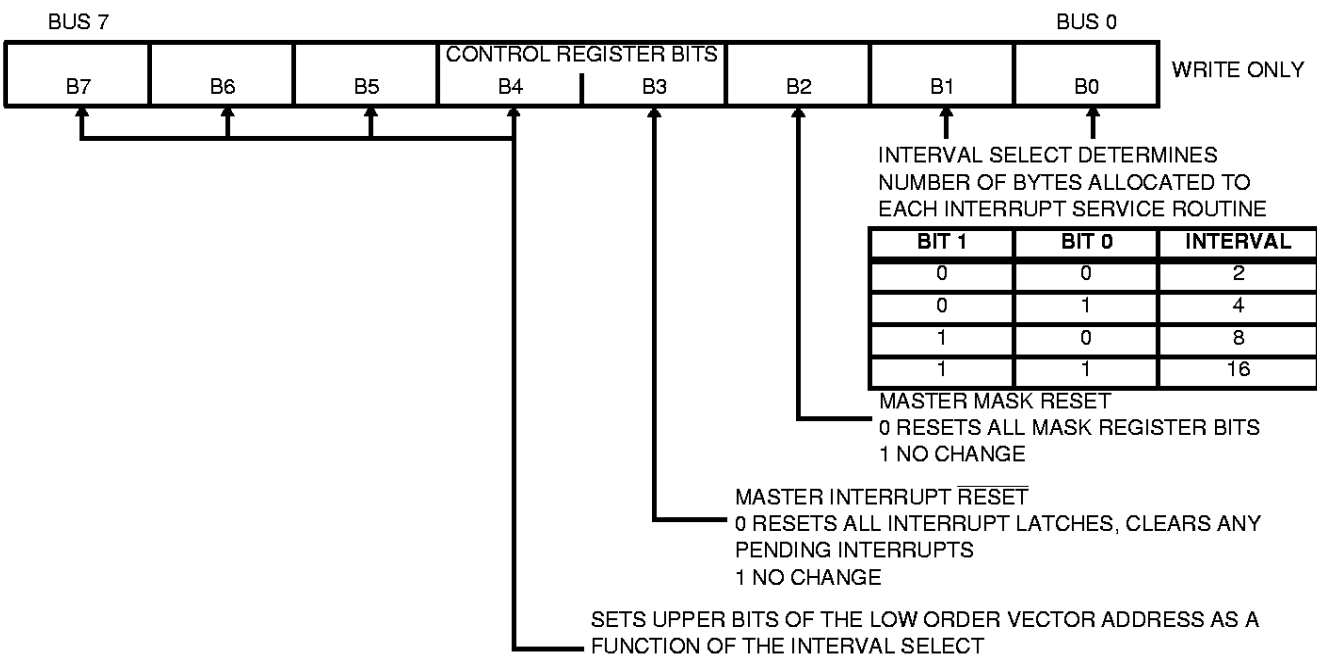 BUS 7 BUS 0
CONTROL REGISTER BITS
B7 B6 B5 B4 B3 B2 B1 B0 WRITE ONLY
INTERVAL SELECT DETERMINES
NUMBER OF BYTES ALLOCATED TO
EACH INTERRUPT SERVICE ROUTINE
BIT 1 BIT 0 INTERVAL
0 0 2
0 1 4
1 0 8
1 1 16
MASTER MASK RESET
0 RESETS ALL MASK REGISTER BITS
1 NO CHANGE
MASTER INTERRUPT RESET
0 RESETS ALL INTERRUPT LATCHES, CLEARS ANY
PENDING INTERRUPTS
1 NO CHANGE
SETS UPPER BITS OF THE LOW ORDER VECTOR ADDRESS AS A
FUNCTION OF THE INTERVAL SELECT